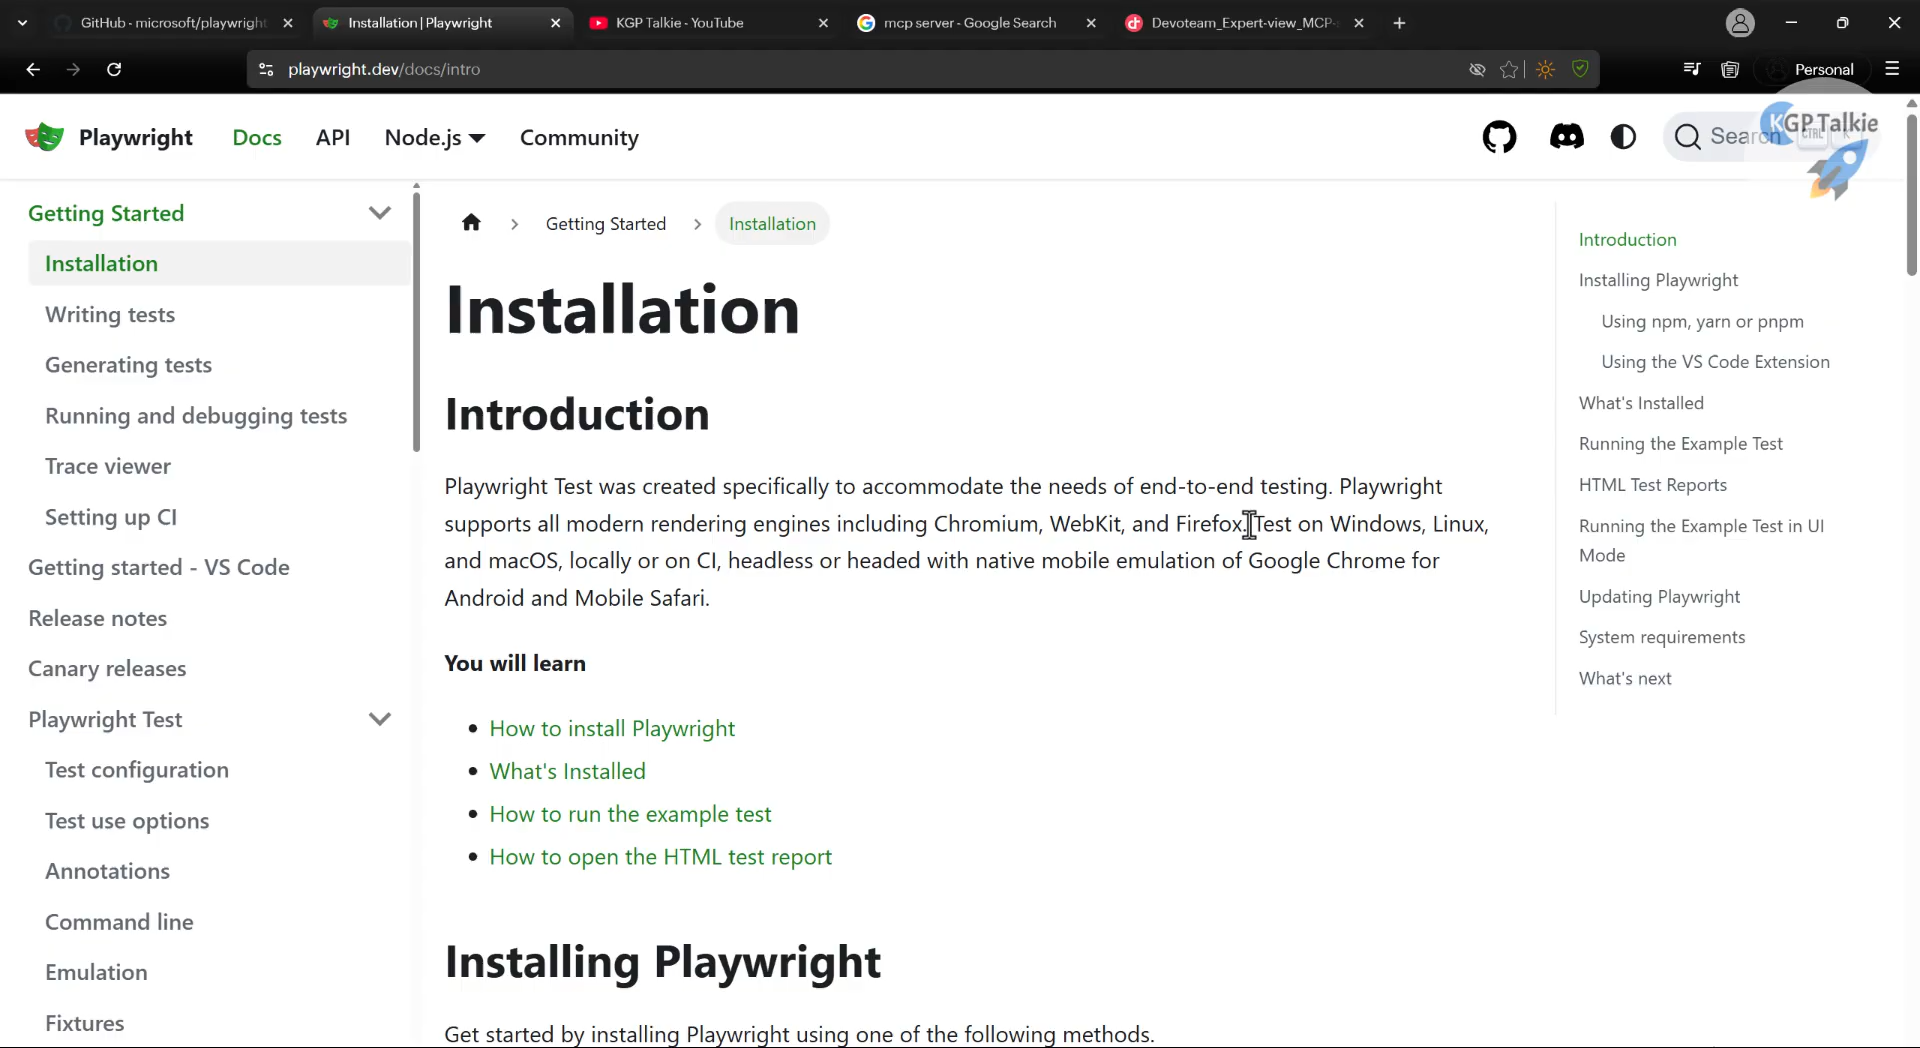 GitHub - microsoft/playwright
Installation | Playwright
KGP Talkie - YouTube
mcp server - Google Search
Devoteam_Expert-view_MCP-
playwright.dev/docs/intro
Personal
Playwright
Docs
API
Node.js
Community
Search
CTRL
K
KGP Talkie
Getting Started
Installation
Writing tests
Generating tests
Running and debugging tests
Trace viewer
Setting up CI
Getting started - VS Code
Release notes
Canary releases
Playwright Test
Test configuration
Test use options
Annotations
Command line
Emulation
Fixtures
Getting Started
Installation
Installation
Introduction
Playwright Test was created specifically to accommodate the needs of end-to-end testing. Playwright
supports all modern rendering engines including Chromium, WebKit, and Firefox. Test on Windows, Linux,
and macOS, locally or on CI, headless or headed with native mobile emulation of Google Chrome for
Android and Mobile Safari.
You will learn
• How to install Playwright
• What's Installed
• How to run the example test
• How to open the HTML test report
Installing Playwright
Get started by installing Playwright using one of the following methods.
Introduction
Installing Playwright
Using npm, yarn or pnpm
Using the VS Code Extension
What's Installed
Running the Example Test
HTML Test Reports
Running the Example Test in UI
Mode
Updating Playwright
System requirements
What's next